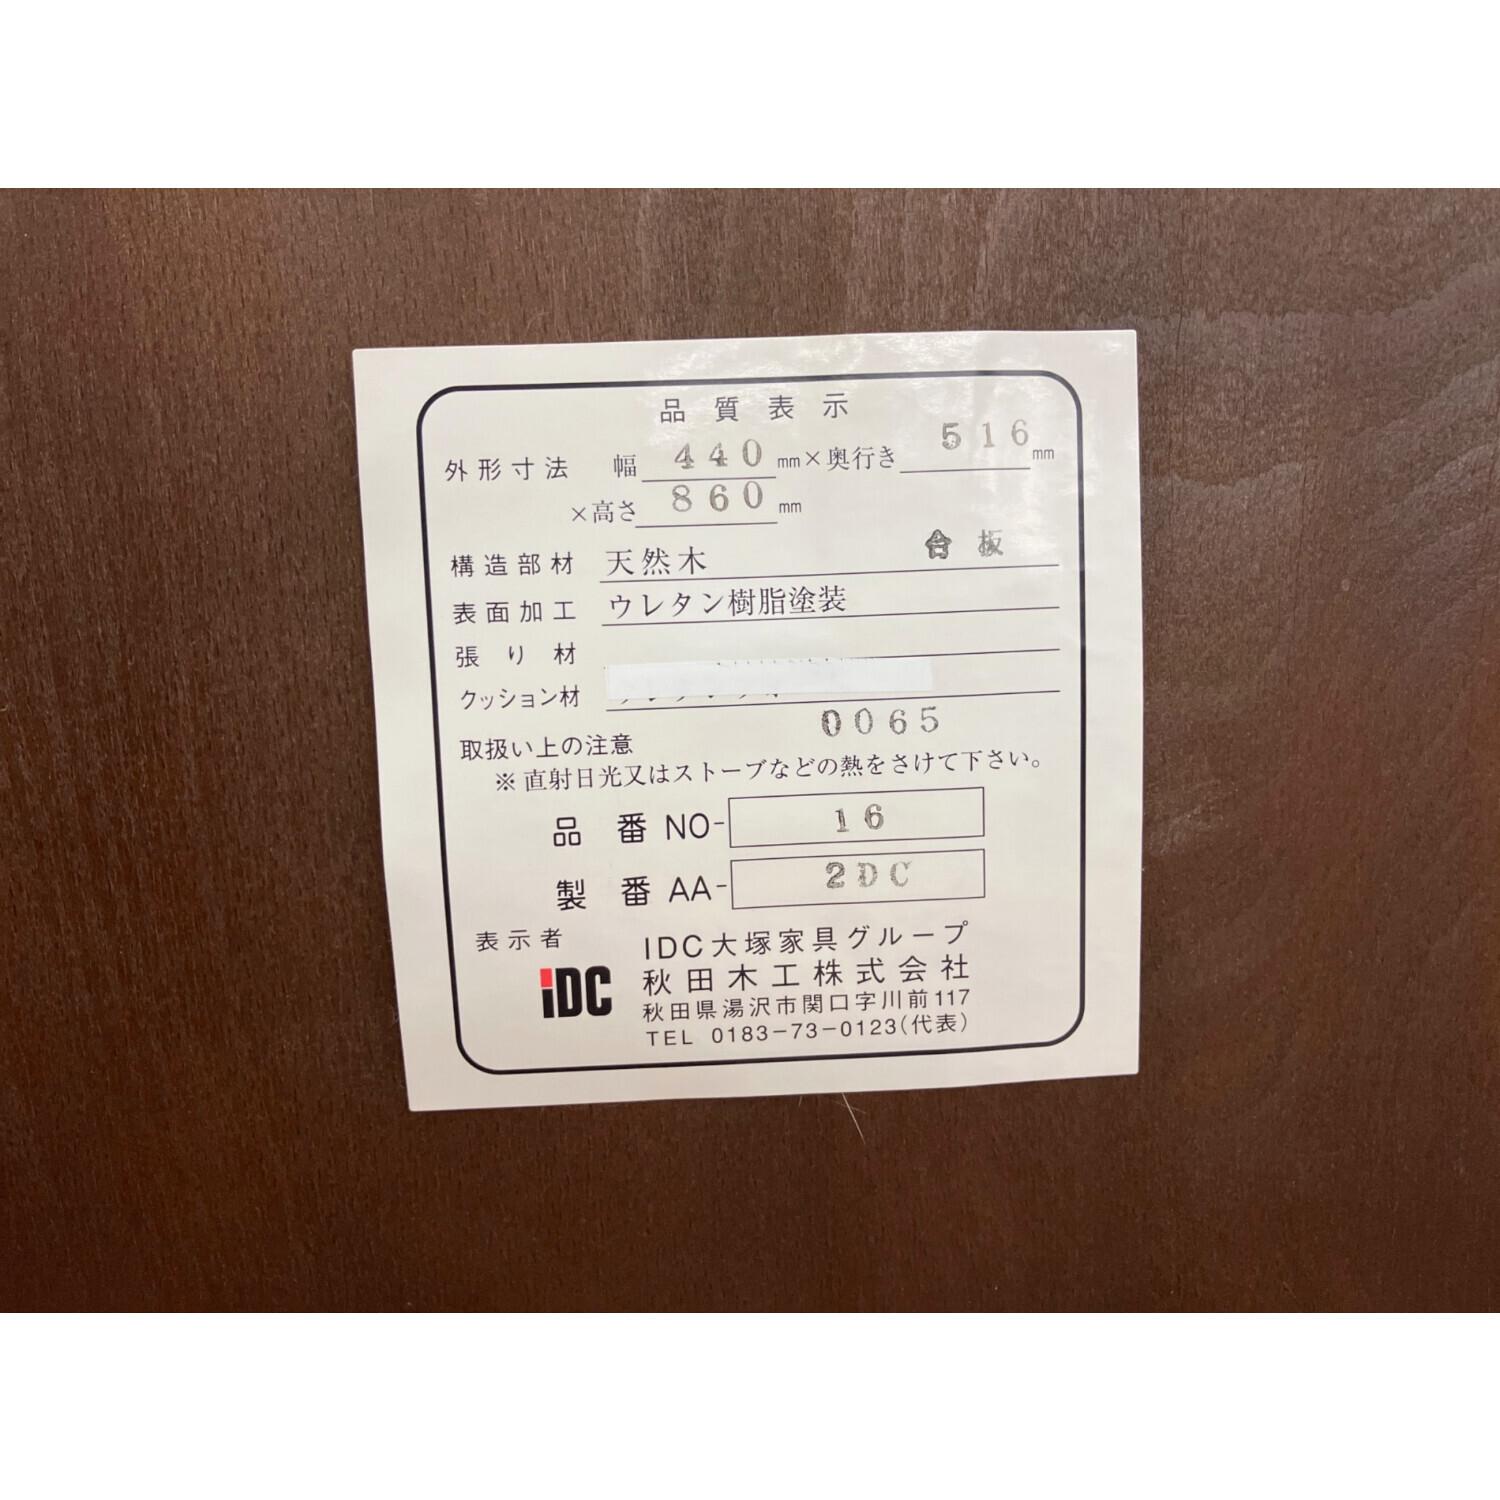 品質表示
外形寸法 幅 440 mm×奥行き 516 mm
×高さ 860 mm
構造部材 天然木 合板
表面加工 ウレタン樹脂塗装
張り材
クッション材
0065
取扱い上の注意
※直射日光又はストーブなどの熱をさけて下さい。
品番 NO- 16
製番 AA- 2DC
表示者 IDC大塚家具グループ
iDC 秋田木工株式会社
秋田県湯沢市関口字川前117
TEL 0183-73-0123(代表)